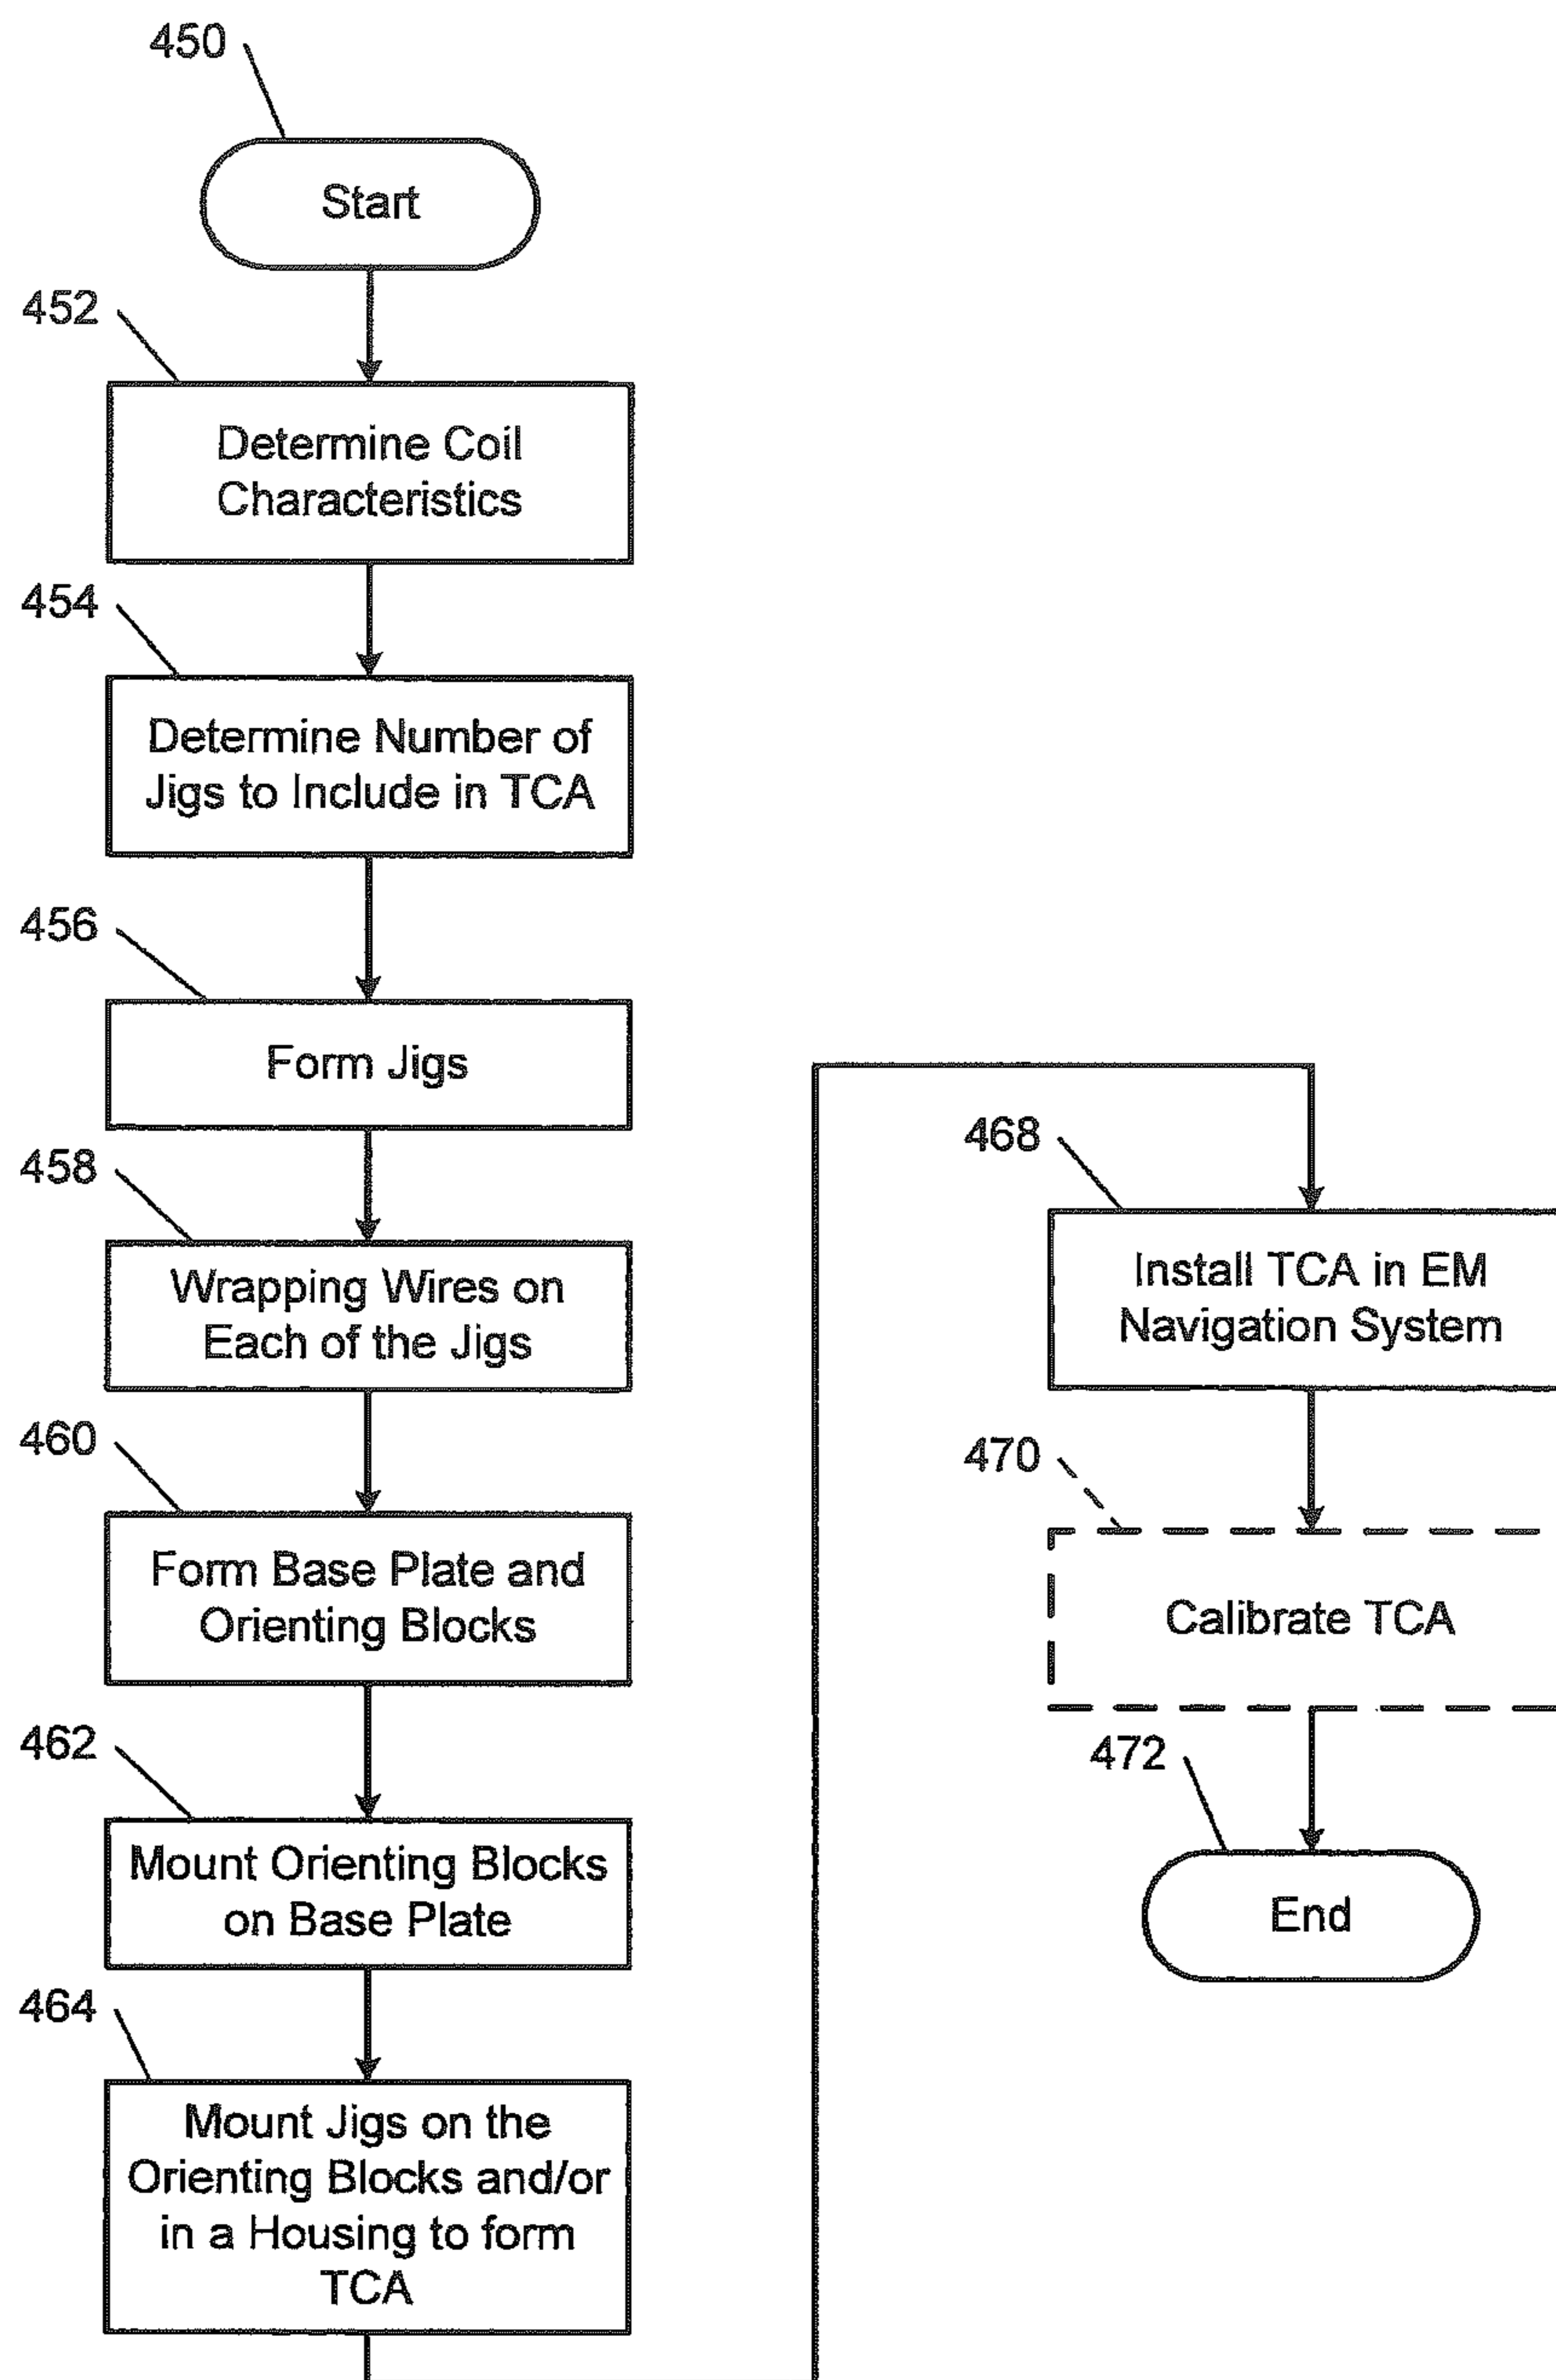 450
Start
452
Determine Coil
Characteristics
454
Determine Number of
Jigs to Include in TCA
456
Form Jigs
458
Wrapping Wires on
Each of the Jigs
460
Form Base Plate and
Orienting Blocks
462
Mount Orienting Blocks
on Base Plate
464
Mount Jigs on the
Orienting Blocks and/or
in a Housing to form
TCA
468
Install TCA in EM
Navigation System
470
Calibrate TCA
472
End